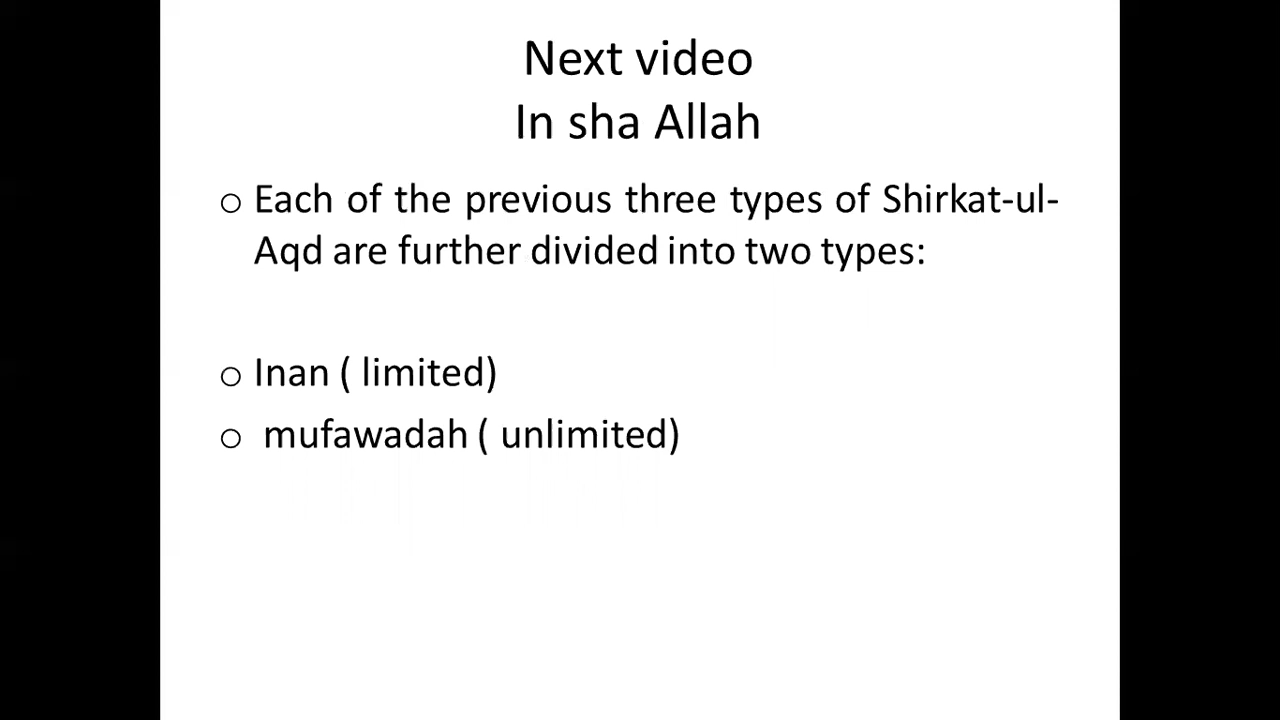 Next video
In sha Allah
o Each of the previous three types of Shirkat-ul-
Aqd are further divided into two types:
o Inan ( limited)
o mufawadah ( unlimited)